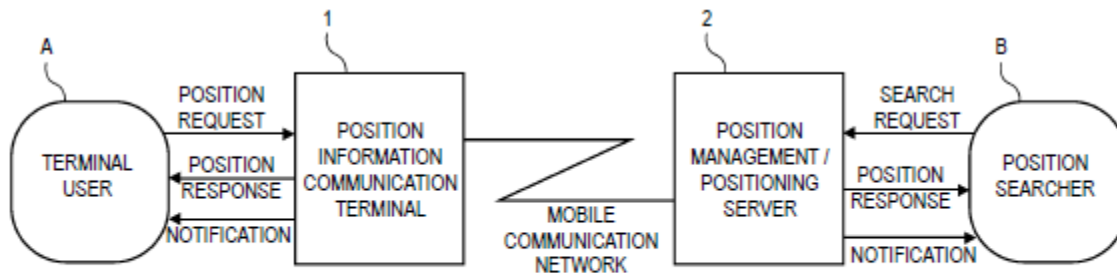 A
1
2
B
POSITION
REQUEST
TERMINAL
USER
POSITION
RESPONSE
NOTIFICATION
POSITION
INFORMATION
COMMUNICATION
TERMINAL
MOBILE
COMMUNICATION
NETWORK
POSITION
MANAGEMENT /
POSITIONING
SERVER
SEARCH
REQUEST
POSITION
RESPONSE
NOTIFICATION
POSITION
SEARCHER